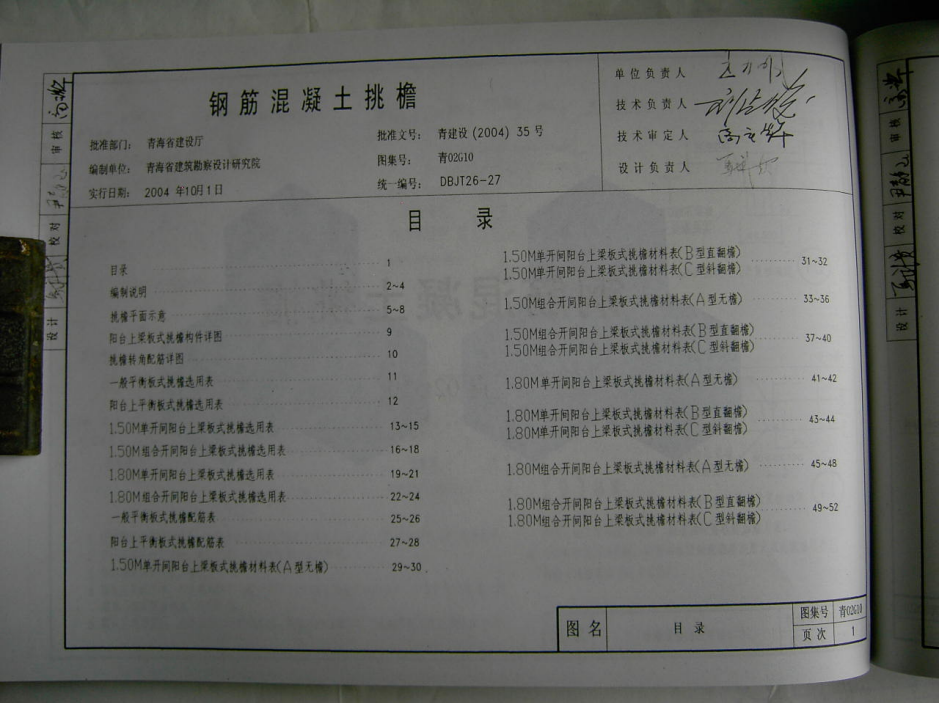 钢筋混凝土挑檐
批准部门： 青海省建设厅
编制单位： 青海省建筑勘察设计研究院
实行日期： 2004 年10月1日
批准文号： 青建设 (2004) 35 号
图集号： 青02G10
统一编号： DBJT26-27
单位负责人
技术负责人
技术审定人
设计负责人
目 录
目录 1
编制说明 2~4
挑檐平面示意 5~8
阳台上梁板式挑檐构件详图 9
挑檐转角配筋详图 10
一般平衡板式挑檐选用表 11
阳台上平衡板式挑檐选用表 12
1.50M单开间阳台上梁板式挑檐选用表 13~15
1.50M组合开间阳台上梁板式挑檐选用表 16~18
1.80M单开间阳台上梁板式挑檐选用表 19~21
1.80M组合开间阳台上梁板式挑檐选用表 22~24
一般平衡板式挑檐配筋表 25~26
阳台上平衡板式挑檐配筋表 27~28
1.50M单开间阳台上梁板式挑檐材料表(A型无檐) 29~30
1.50M单开间阳台上梁板式挑檐材料表(B型直翻檐)
1.50M单开间阳台上梁板式挑檐材料表(C型斜翻檐) 31~32
1.50M组合开间阳台上梁板式挑檐材料表(A型无檐) 33~36
1.50M组合开间阳台上梁板式挑檐材料表(B型直翻檐)
1.50M组合开间阳台上梁板式挑檐材料表(C型斜翻檐) 37~40
1.80M单开间阳台上梁板式挑檐材料表(A型无檐) 41~42
1.80M单开间阳台上梁板式挑檐材料表(B型直翻檐)
1.80M单开间阳台上梁板式挑檐材料表(C型斜翻檐) 43~44
1.80M组合开间阳台上梁板式挑檐材料表(A型无檐) 45~48
1.80M组合开间阳台上梁板式挑檐材料表(B型直翻檐)
1.80M组合开间阳台上梁板式挑檐材料表(C型斜翻檐) 49~52
图名 目录 图集号 青02G10
页次 1
审核
校对
设计
审核
校对
设计